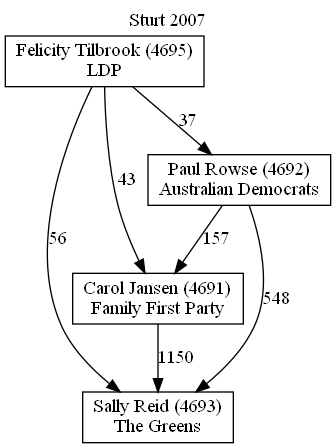 Sturt 2007
Felicity Tilbrook (4695)
LDP
37
Paul Rowse (4692)
Australian Democrats
43
56
157
Carol Jansen (4691)
Family First Party
548
1150
Sally Reid (4693)
The Greens